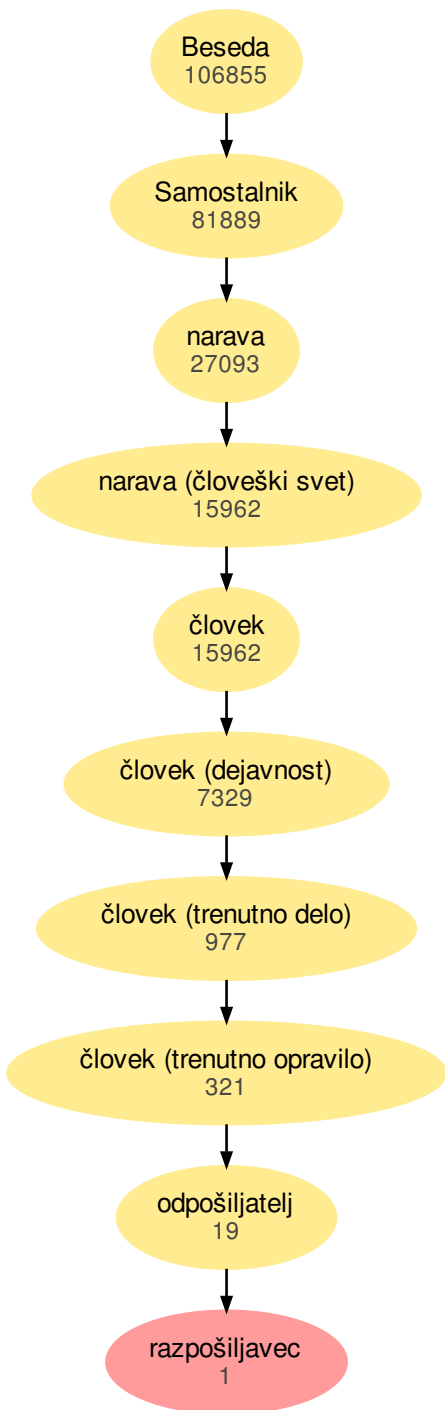 Beseda
106855
Samostalnik
81889
narava
27093
narava (človeški svet)
15962
človek
15962
človek (dejavnost)
7329
človek (trenutno delo)
977
človek (trenutno opravilo)
321
odpošiljatelj
19
razpošiljavec
1